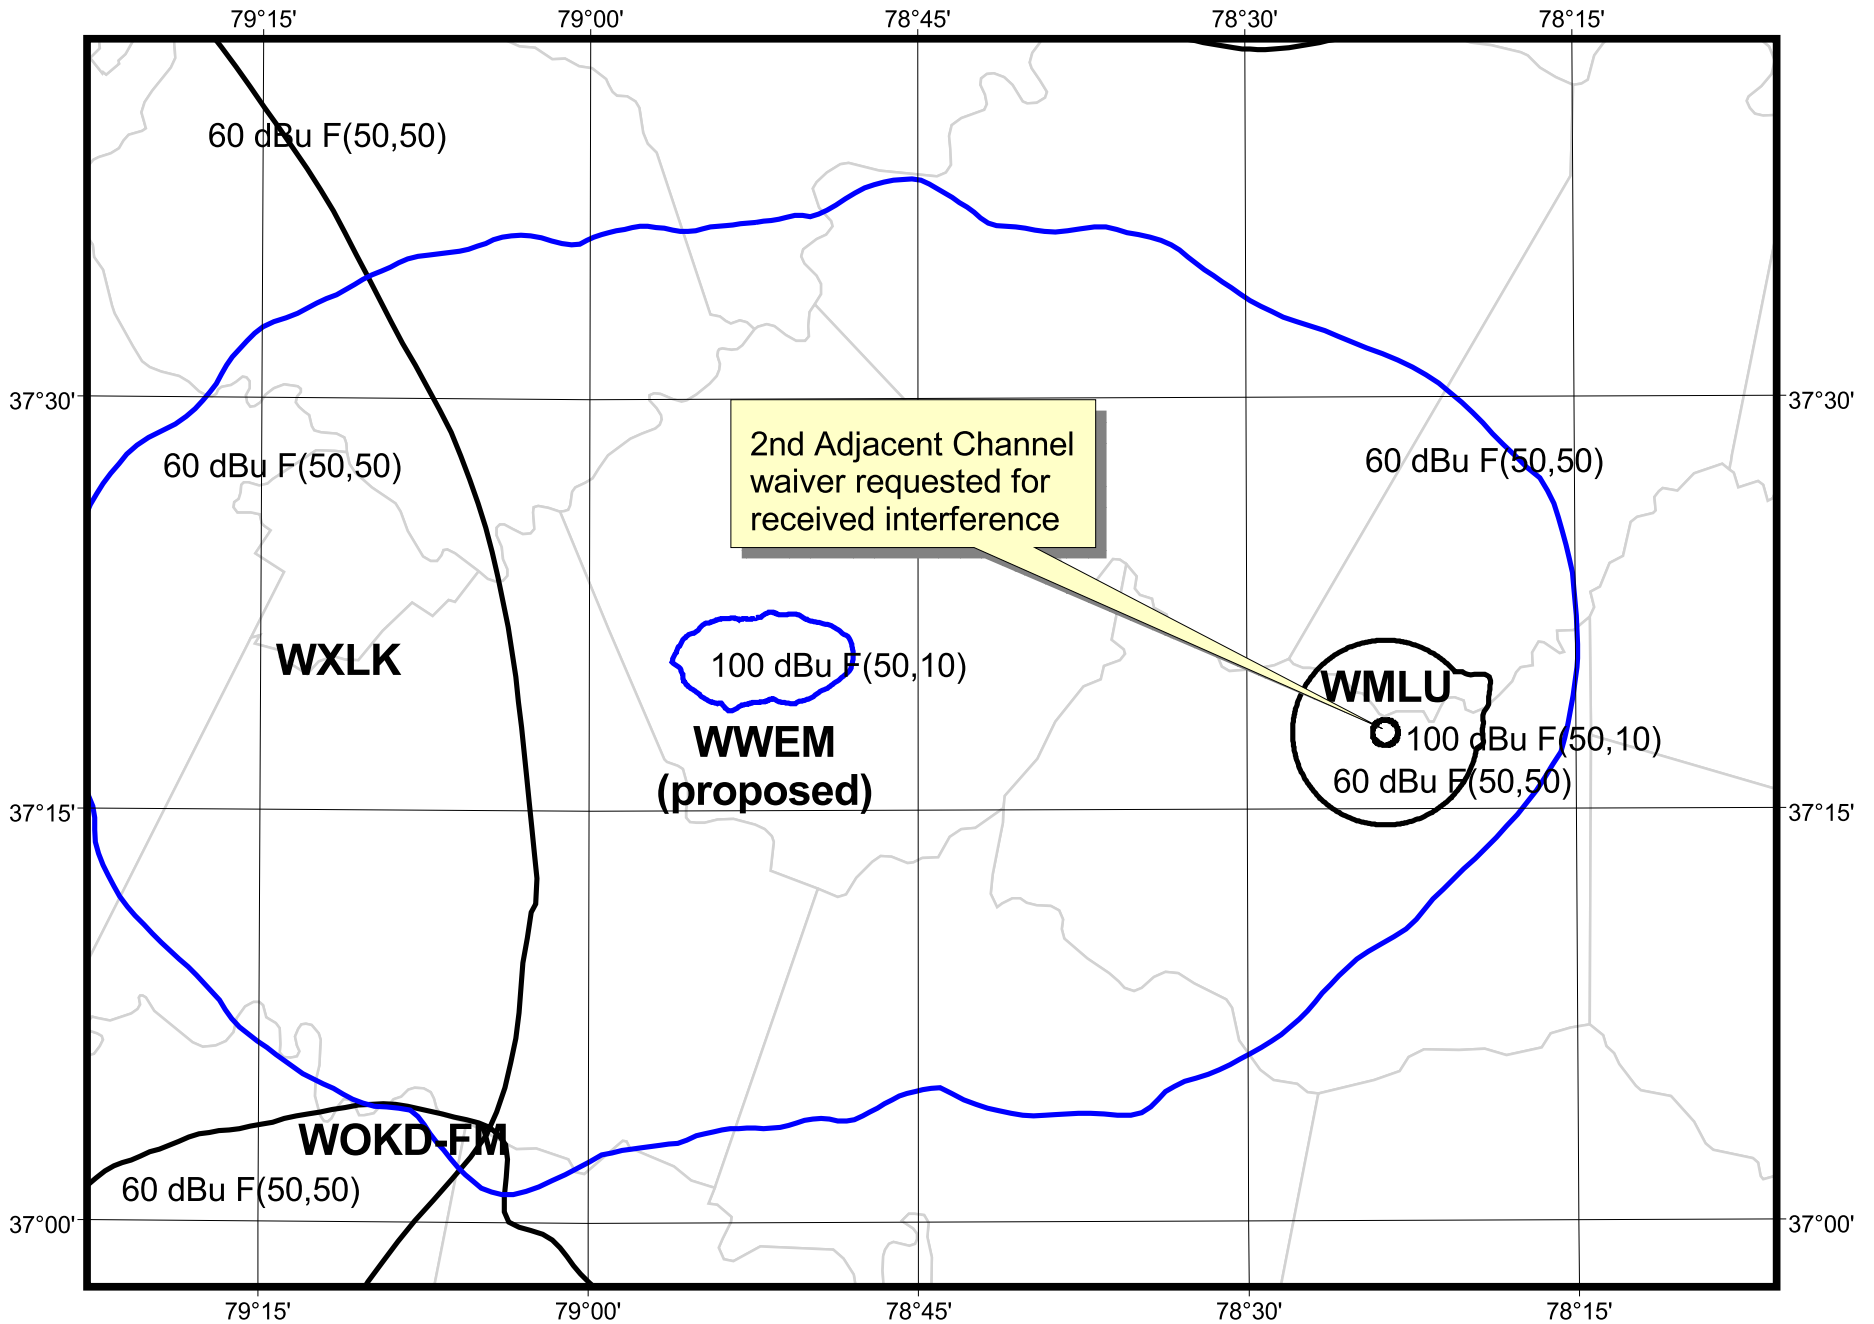 79°15'
79°00'
78°45'
78°30'
78°15'
60 dBu F(50,50)
37°30'
37°30'
2nd Adjacent Channel
waiver requested for
received interference
60 dBu F(50,50)
60 dBu F(50,50)
WXLK
100 dBu F(50,10)
WMLU
WWEM
(proposed)
100 dBu F(50,10)
60 dBu F(50,50)
37°15'
37°15'
WOKD-FM
60 dBu F(50,50)
37°00'
37°00'
79°15'
79°00'
78°45'
78°30'
78°15'